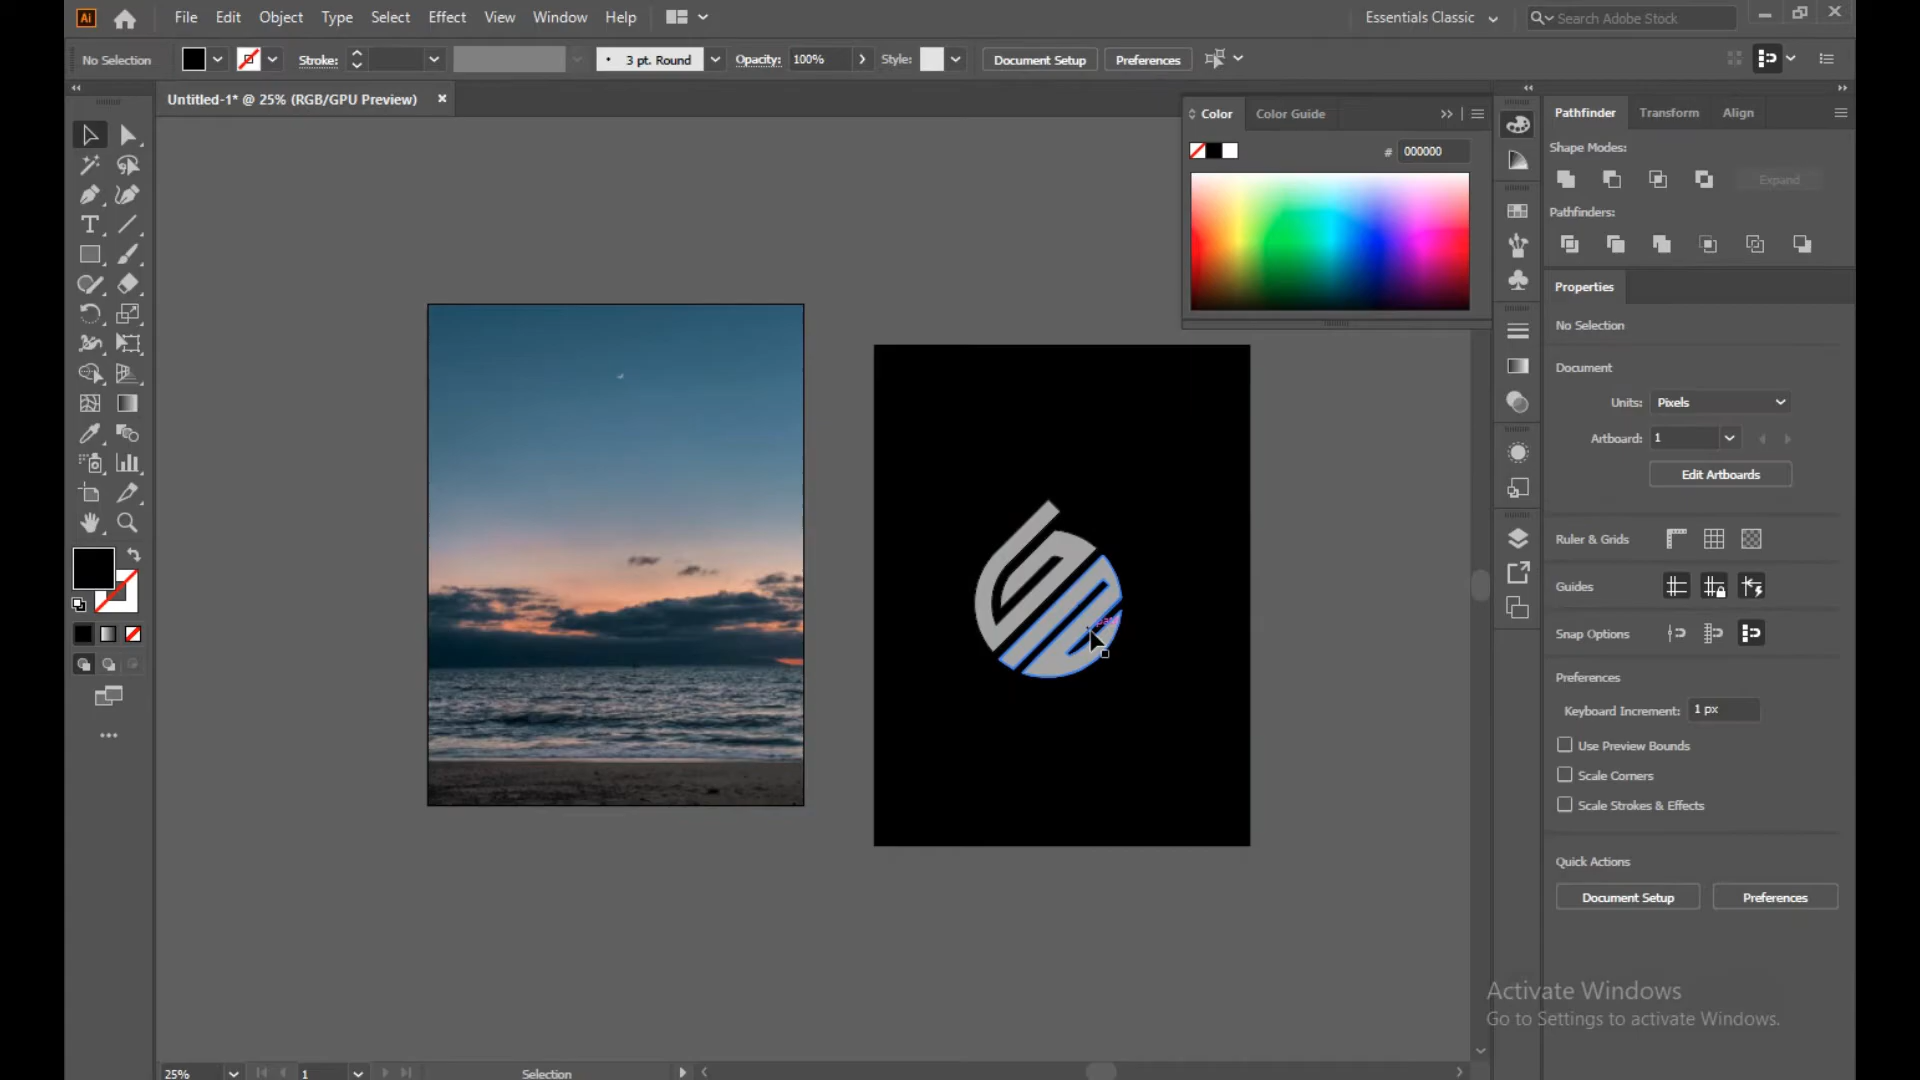 Ai File Edit Object Type Select Effect View Window Help Essentials Classic Search Adobe Stock
No Selection Stroke: 3 pt. Round Opacity: 100% Style: Document Setup Preferences
Untitled-1* @ 25% (RGB/GPU Preview)
Color Color Guide
# 000000
Pathfinder Transform Align
Shape Modes:
Expand
Pathfinders:
Properties
No Selection
Document
Units: Pixels
Artboard: 1
Edit Artboards
Ruler & Grids
Guides
Snap Options
Preferences
Keyboard Increment: 1 px
Use Preview Bounds
Scale Corners
Scale Strokes & Effects
Quick Actions
Document Setup Preferences
Activate Windows
Go to Settings to activate Windows.
25% 1 Selection